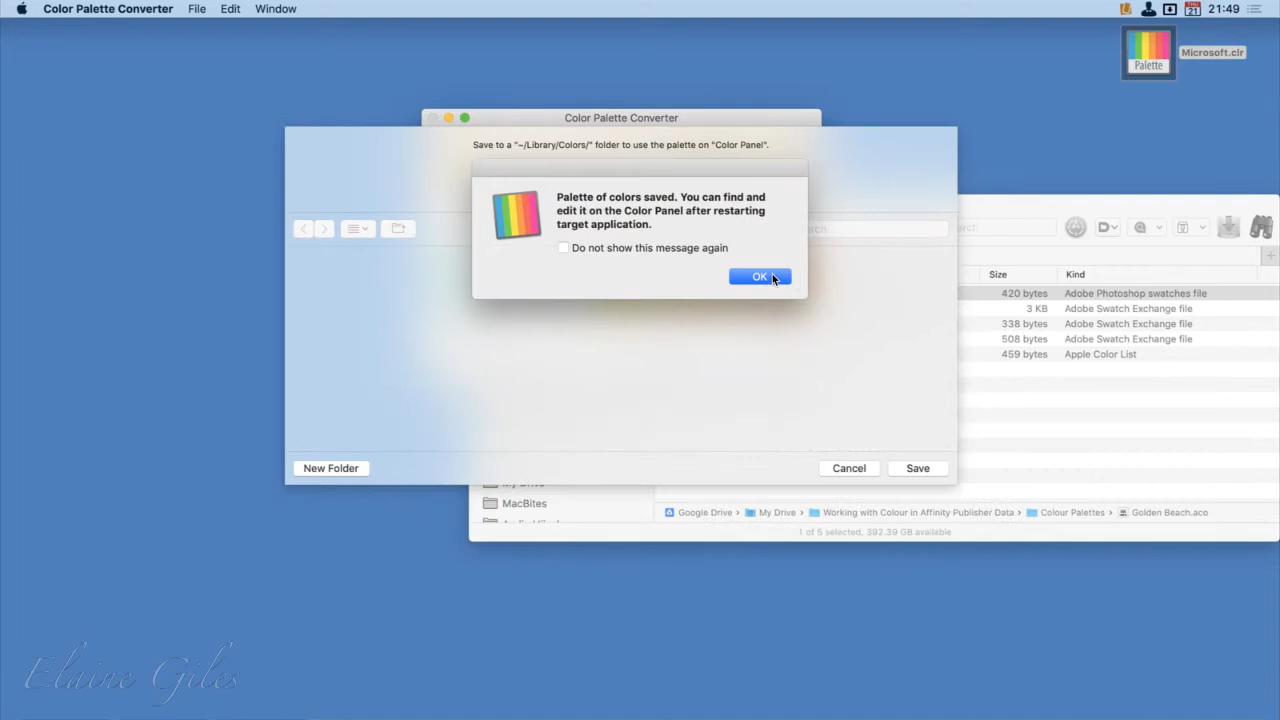 Color Palette Converter File Edit Window
THU
21
21:49
Palette
Microsoft.clr
Color Palette Converter
Save to a "~/Library/Colors/" folder to use the palette on "Color Panel".
Palette of colors saved. You can find and
edit it on the Color Panel after restarting
target application.
Do not show this message again
OK
Size Kind
420 bytes Adobe Photoshop swatches file
3 KB Adobe Swatch Exchange file
338 bytes Adobe Swatch Exchange file
508 bytes Adobe Swatch Exchange file
459 bytes Apple Color List
New Folder Cancel Save
My Drive
MacBites
Google Drive › My Drive › Working with Colour in Affinity Publisher Data › Colour Palettes › Golden Beach.aco
1 of 5 selected, 392.39 GB available
Elaine Giles